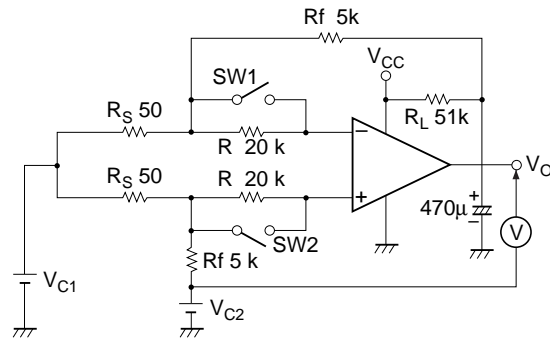 Rf 5k
VCC
SW1
RS 50
R 20 k
RL 51k
RS 50
R 20 k
VO
470μ
+
−
V
SW2
Rf 5 k
VC1
VC2